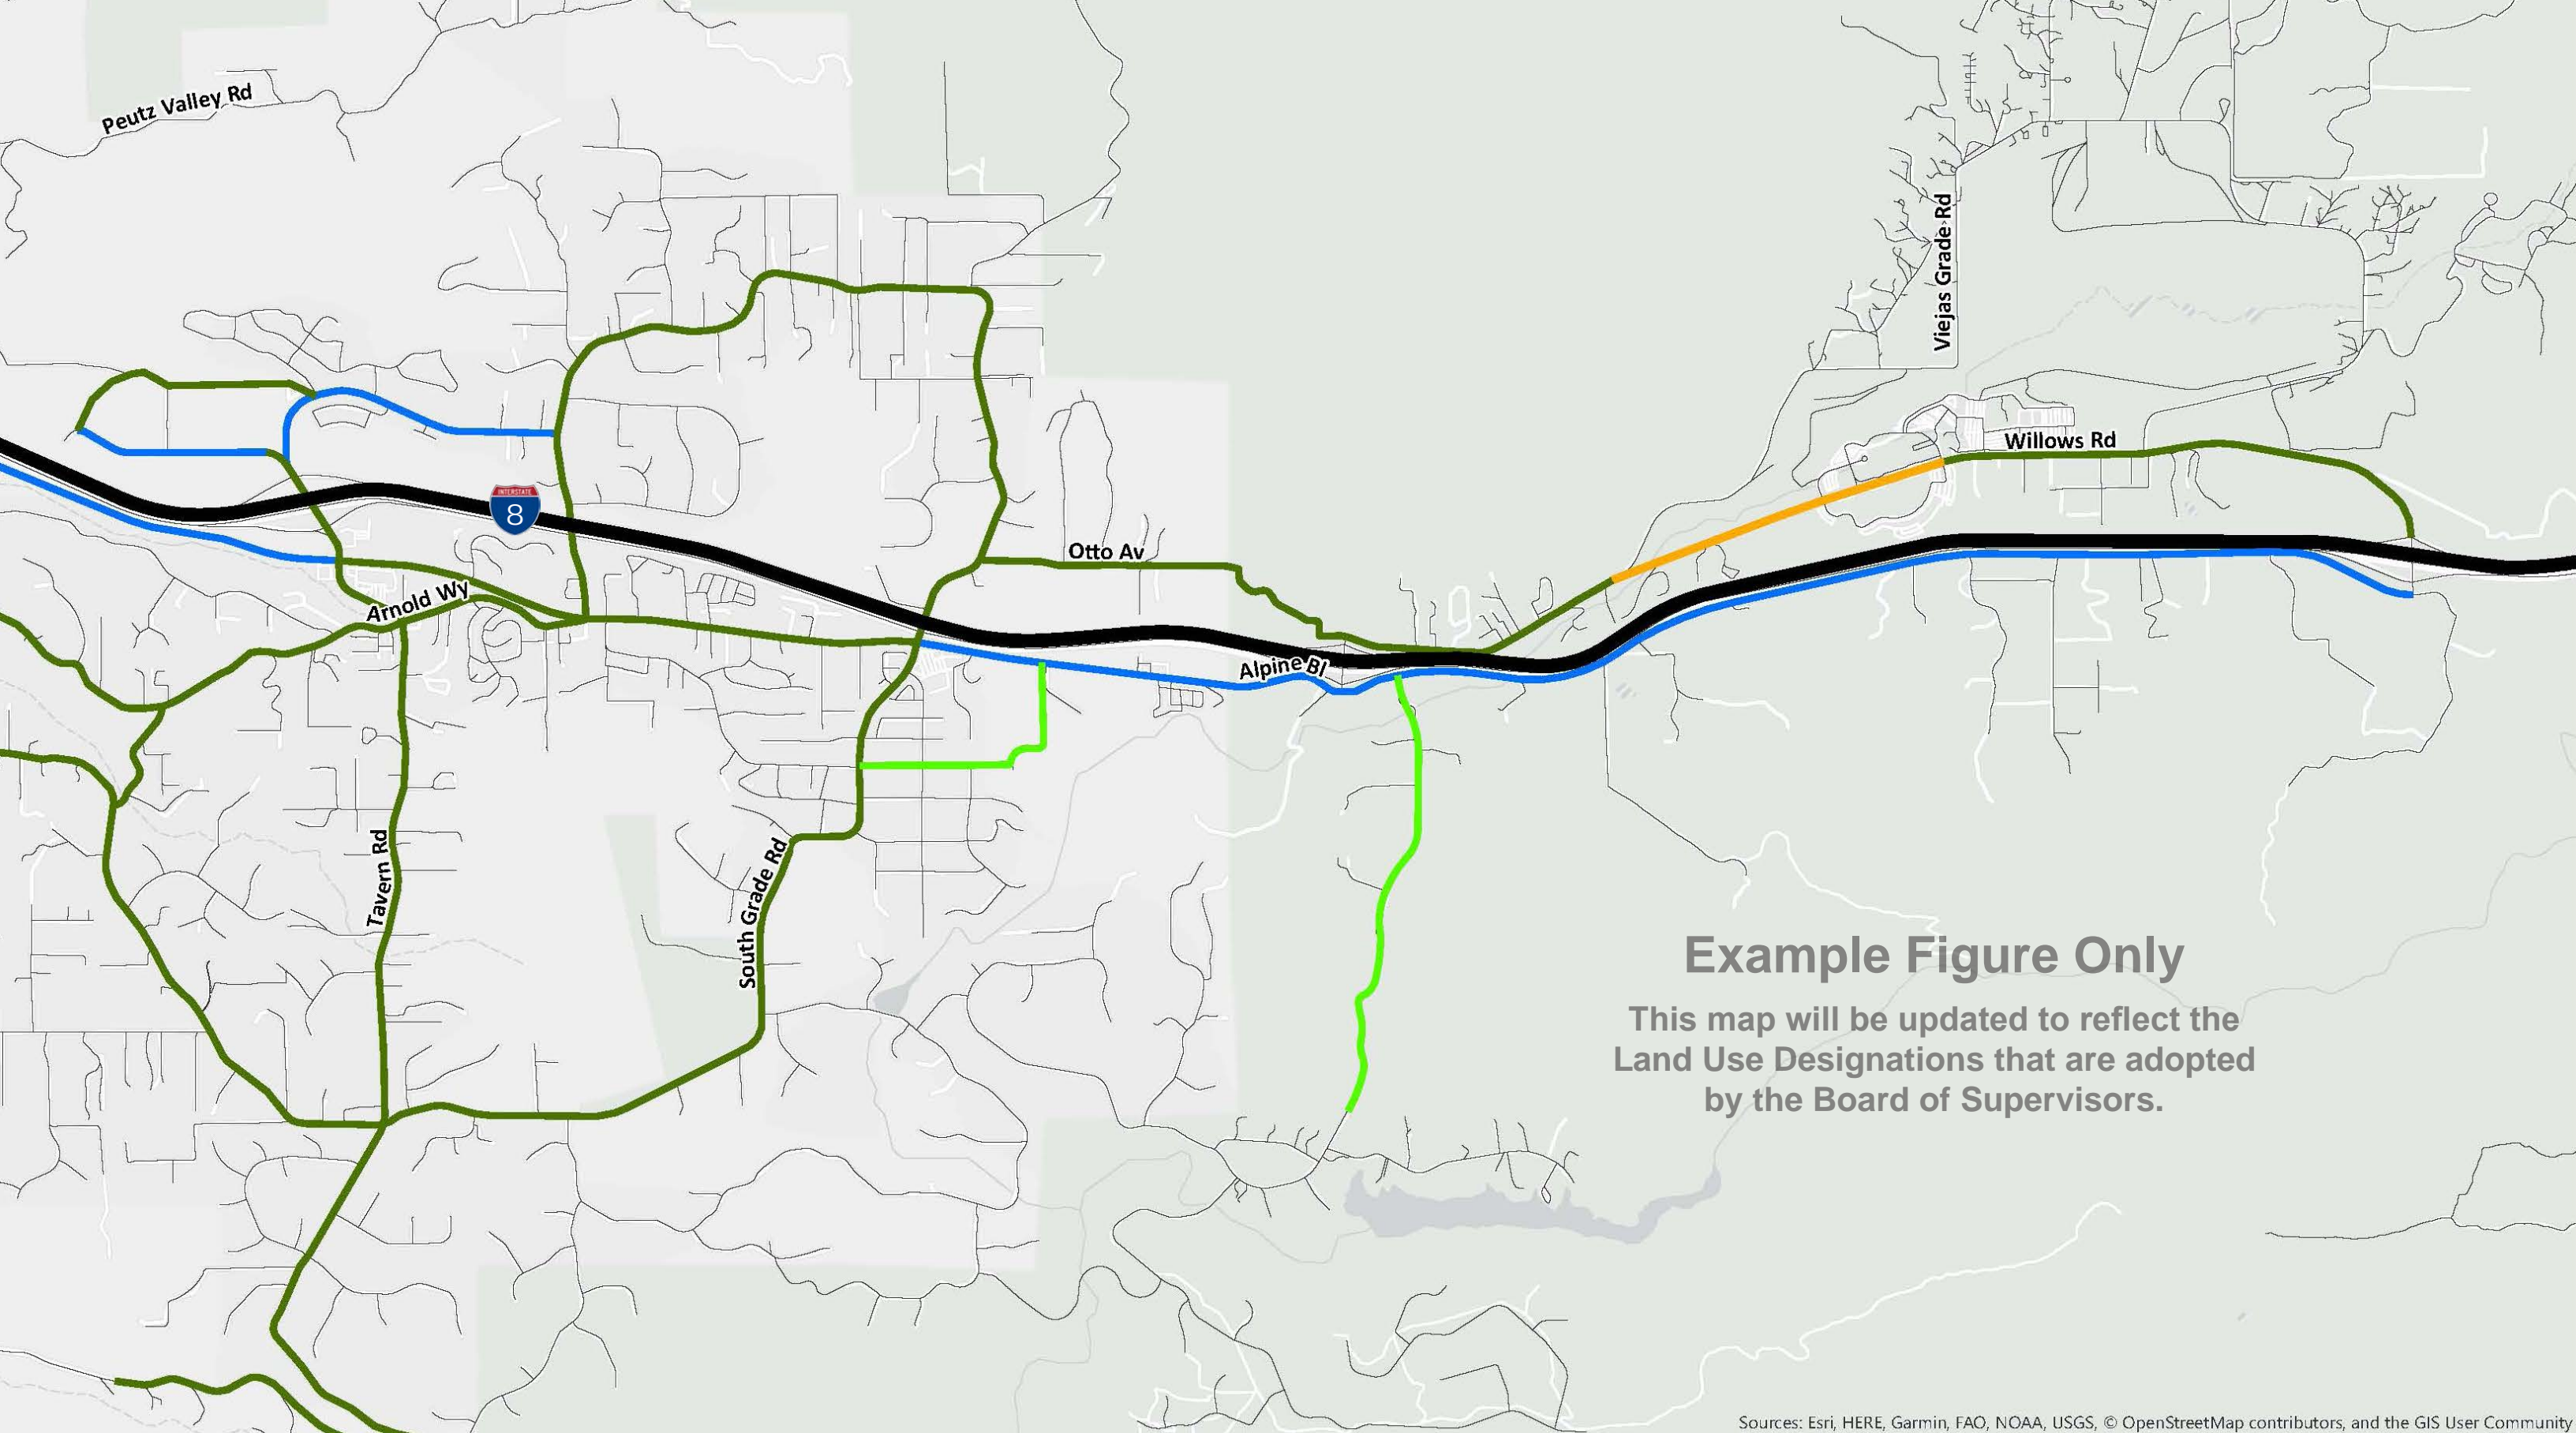 Peutz Valley Rd
Viejas Grade Rd
Willows Rd
INTERSTATE
8
Otto Av
Arnold Wy
Alpine Bl
Tavern Rd
South Grade Rd
Example Figure Only
This map will be updated to reflect the
Land Use Designations that are adopted
by the Board of Supervisors.
Sources: Esri, HERE, Garmin, FAO, NOAA, USGS, © OpenStreetMap contributors, and the GIS User Community